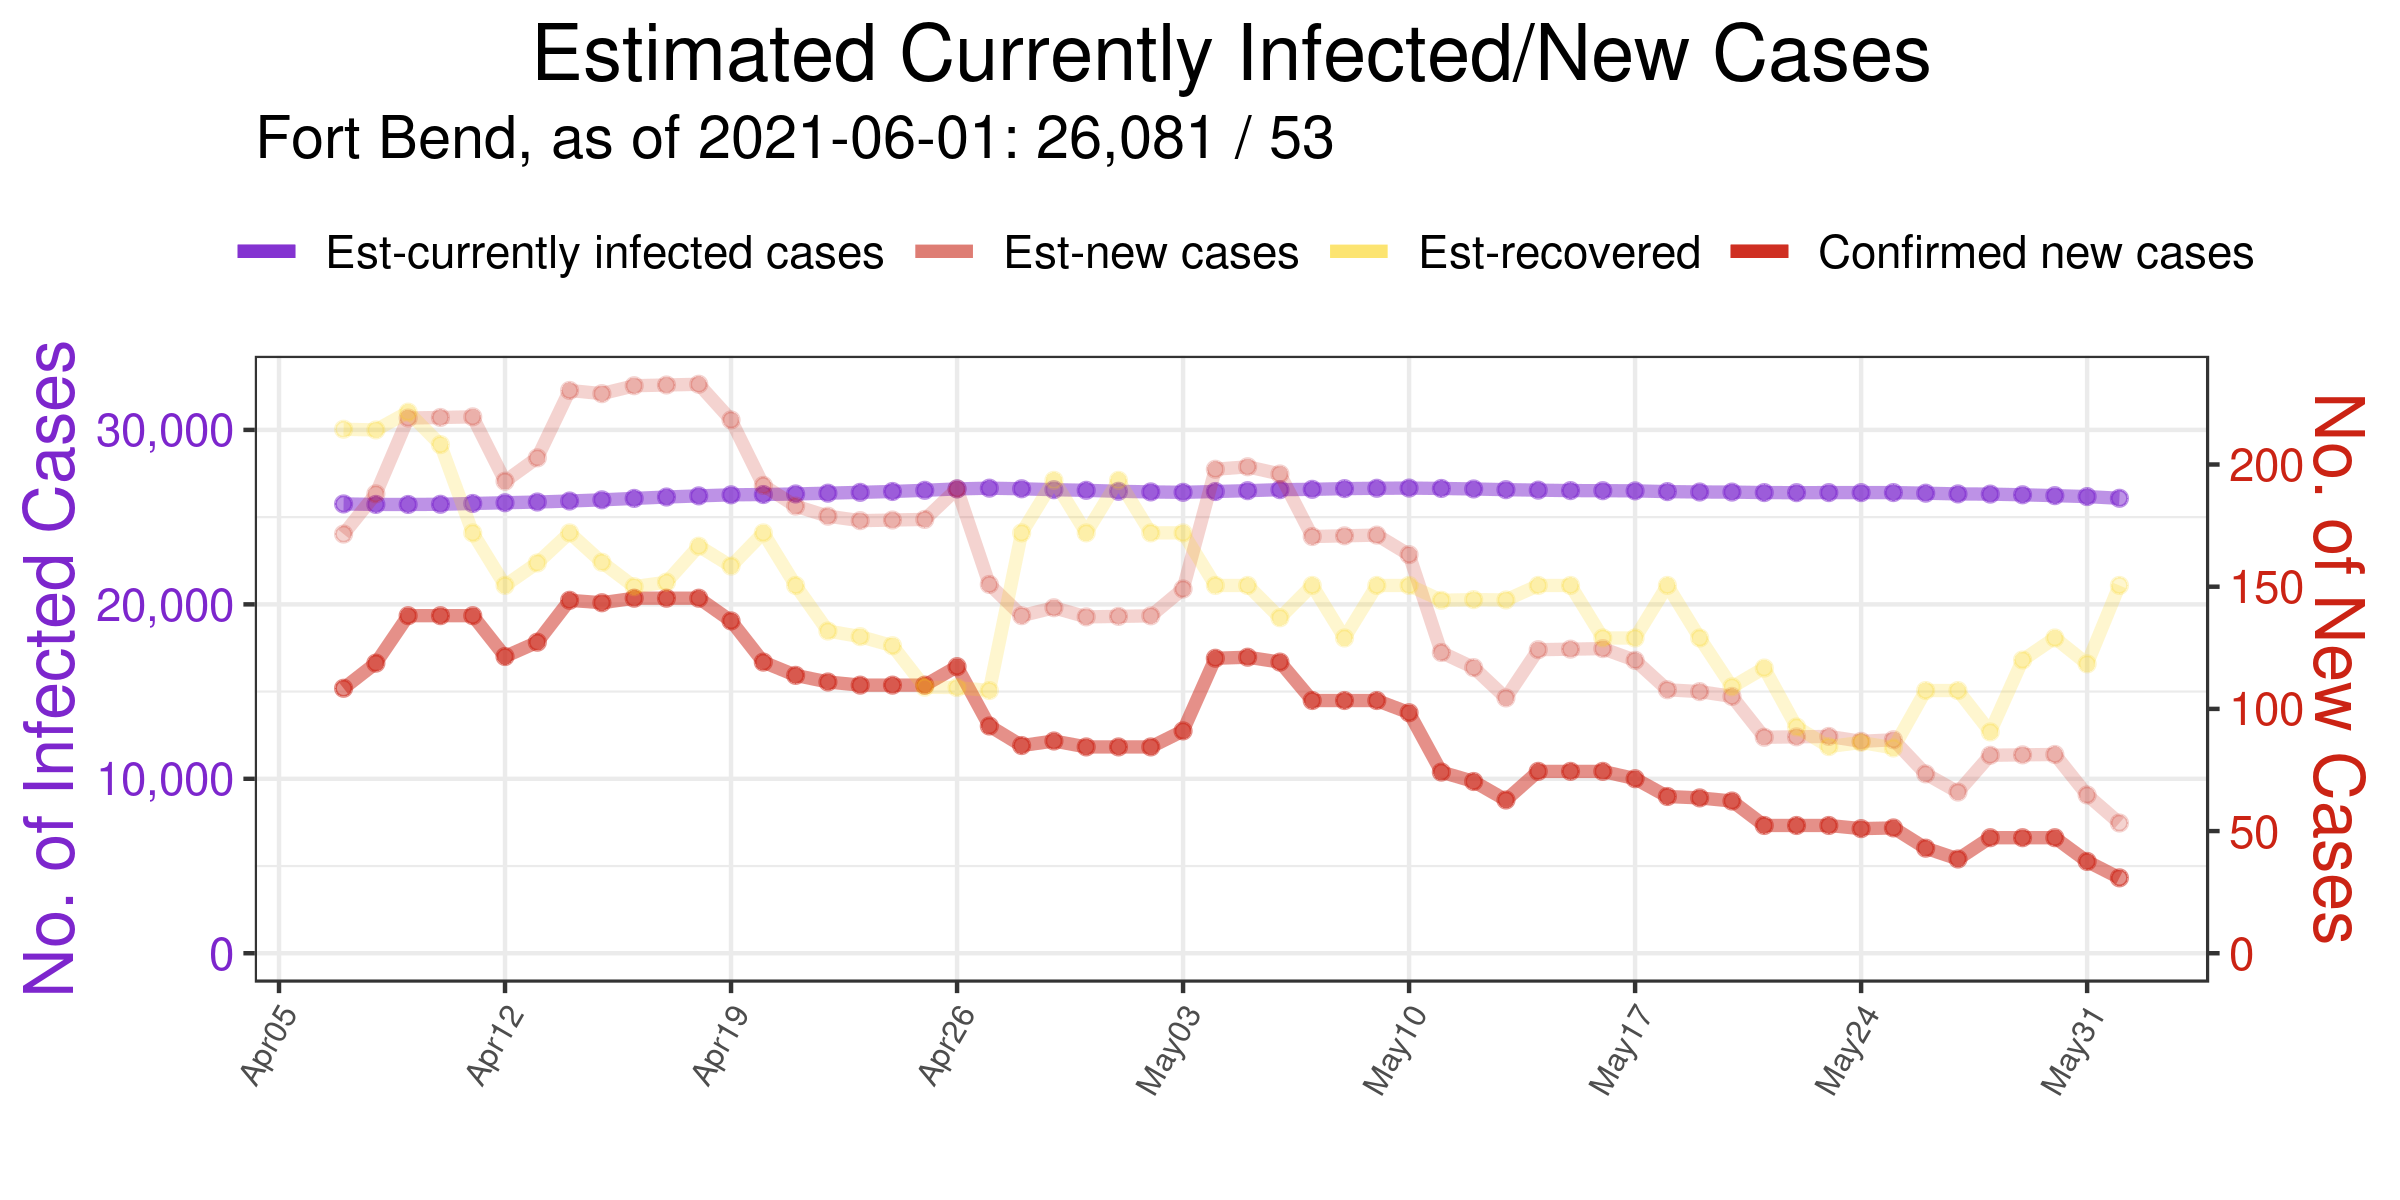 Estimated Currently Infected/New Cases
Fort Bend, as of 2021-06-01: 26,081 / 53
Est-currently infected cases Est-new cases Est-recovered Confirmed new cases
No. of Infected Cases
30,000
20,000
10,000
0
200
150
100
50
0
No. of New Cases
Apr05 Apr12 Apr19 Apr26 May03 May10 May17 May24 May31